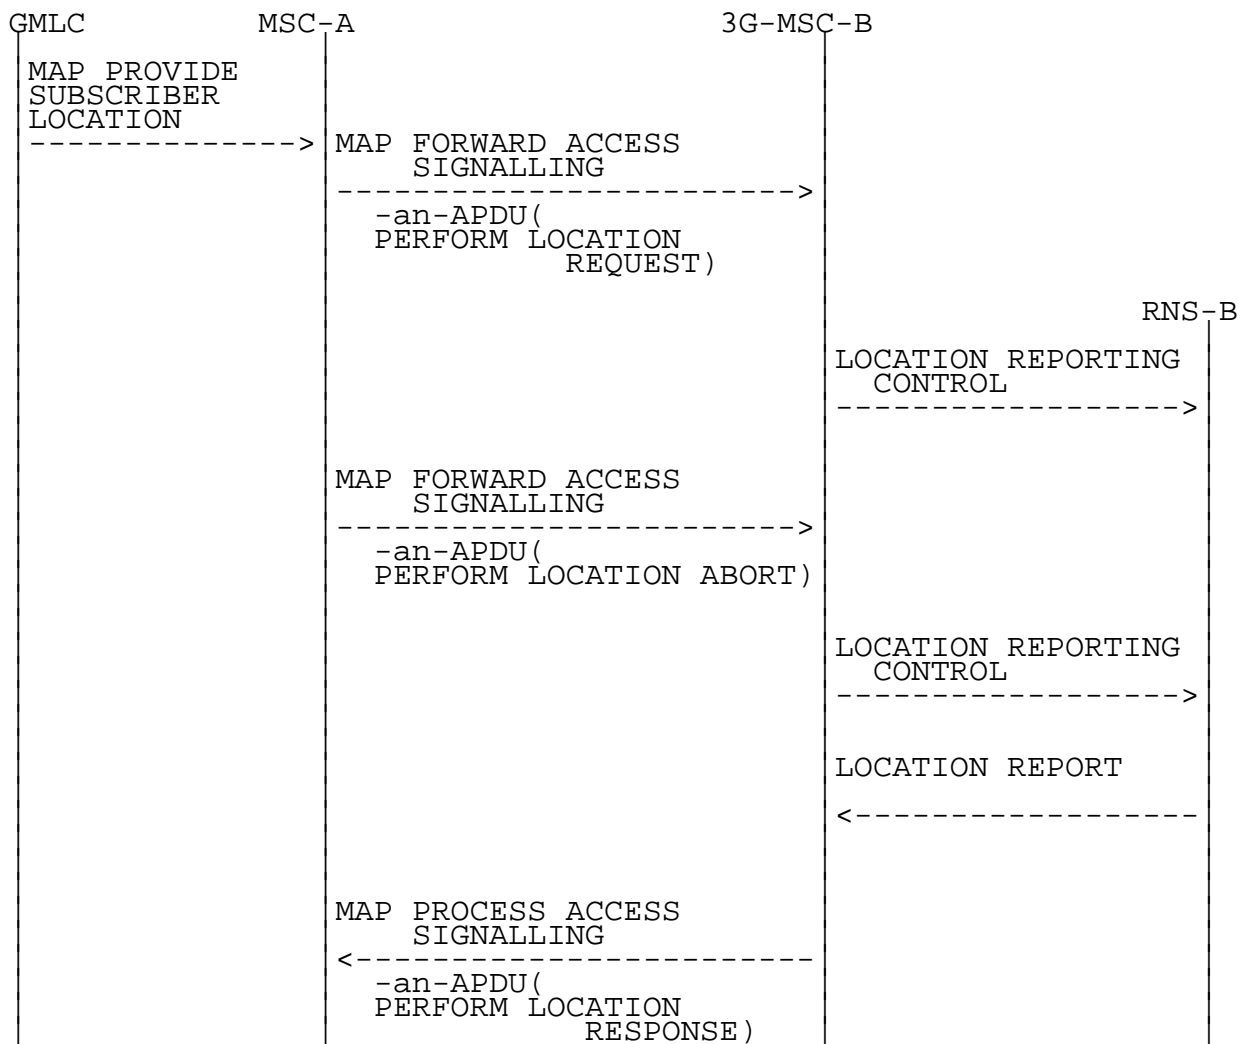 GMLC MSC-A 3G-MSC-B
MAP PROVIDE
SUBSCRIBER
LOCATION
--------------> MAP FORWARD ACCESS
SIGNALLING
------------------------>
-an-APDU(
PERFORM LOCATION
REQUEST)
RNS-B
LOCATION REPORTING
CONTROL
------------------>
MAP FORWARD ACCESS
SIGNALLING
------------------------>
-an-APDU(
PERFORM LOCATION ABORT)
LOCATION REPORTING
CONTROL
------------------>
LOCATION REPORT
<------------------
MAP PROCESS ACCESS
SIGNALLING
<------------------------
-an-APDU(
PERFORM LOCATION
RESPONSE)